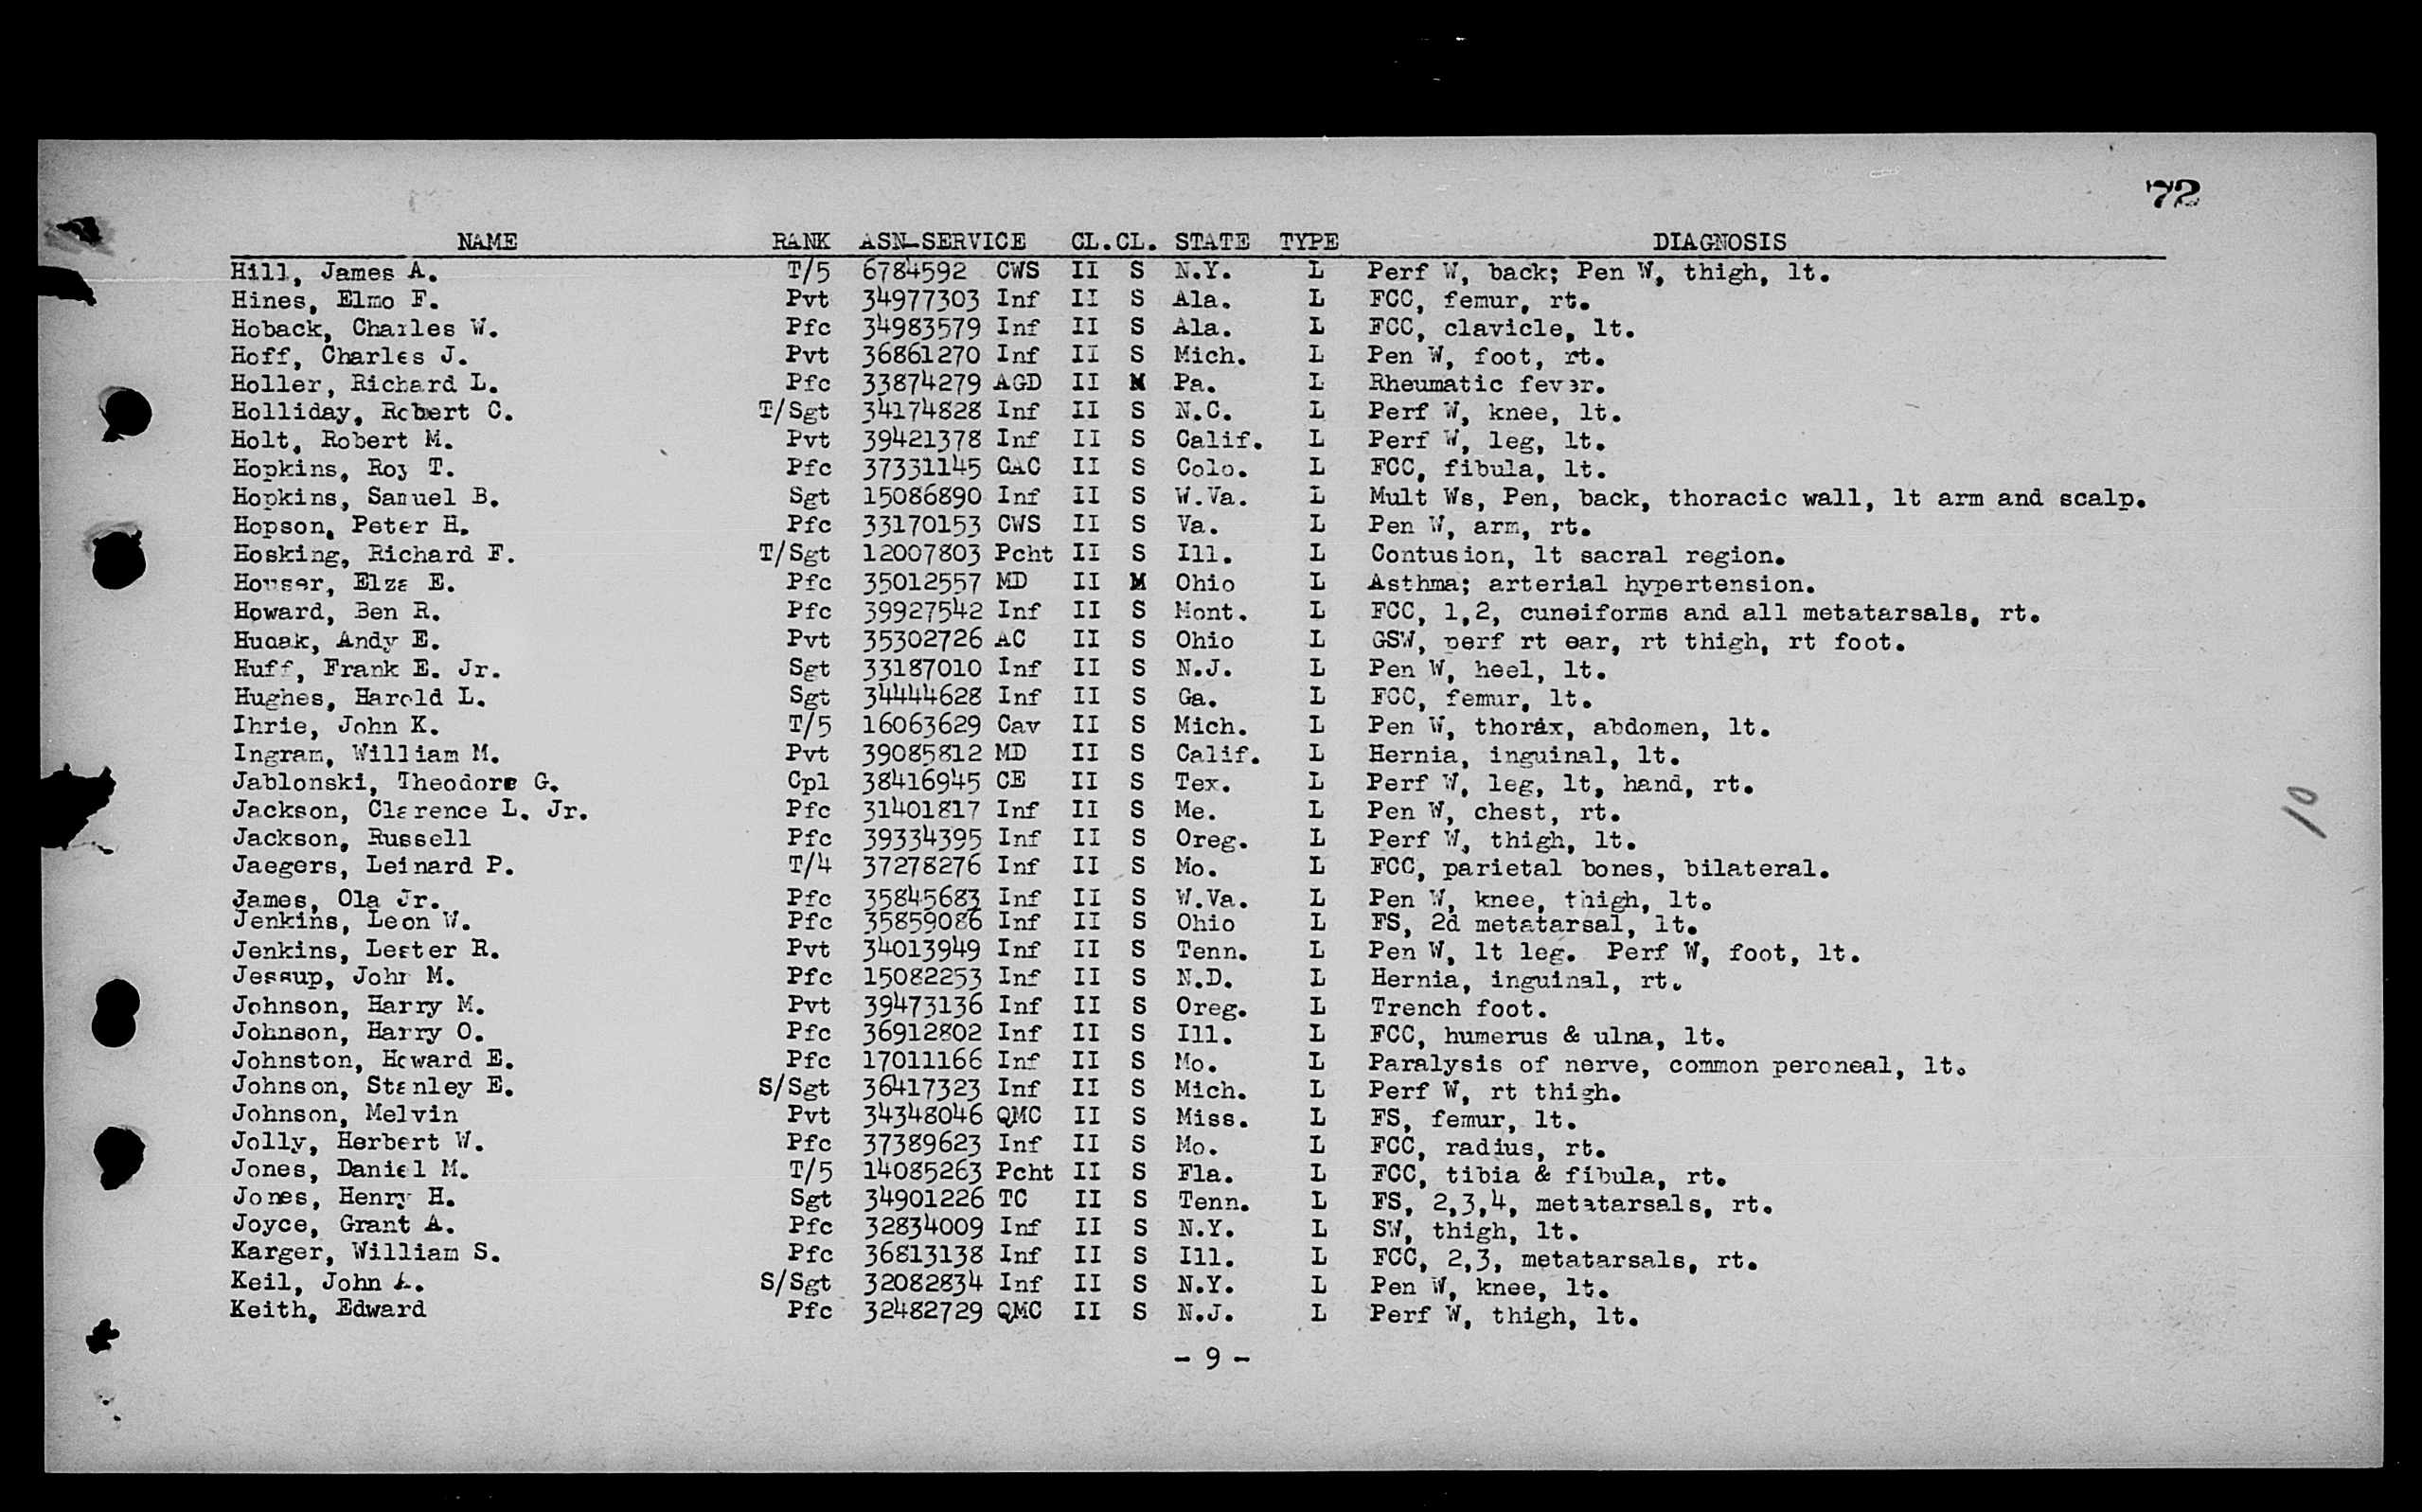 72
NAME RANK ASN-SERVICE CL.CL. STATE TYPE DIAGNOSIS
Hill, James A. T/5 6784592 CWS II S N.Y. L Perf W, back; Pen W, thigh, lt.
Hines, Elmo F. Pvt 34977303 Inf II S Ala. L FCC, femur, rt.
Hoback, Charles W. Pfc 34983579 Inf II S Ala. L FCC, clavicle, lt.
Hoff, Charles J. Pvt 36861270 Inf II S Mich. L Pen W, foot, rt.
Holler, Richard L. Pfc 33874279 AGD II M Pa. L Rheumatic fever.
Holliday, Robert C. T/Sgt 34174828 Inf II S N.C. L Perf W, knee, lt.
Holt, Robert M. Pvt 39421378 Inf II S Calif. L Perf W, leg, lt.
Hopkins, Roy T. Pfc 37331145 CAC II S Colo. L FCC, fibula, lt.
Hopkins, Samuel B. Sgt 15086890 Inf II S W.Va. L Mult Ws, Pen, back, thoracic wall, lt arm and scalp.
Hopson, Peter H. Pfc 33170153 CWS II S Va. L Pen W, arm, rt.
Hosking, Richard F. T/Sgt 12007803 Pcht II S Ill. L Contusion, lt sacral region.
Houser, Elza E. Pfc 35012557 MD II M Ohio L Asthma; arterial hypertension.
Howard, Ben R. Pfc 39927542 Inf II S Mont. L FCC, 1,2, cuneiforms and all metatarsals, rt.
Hudak, Andy E. Pvt 35302726 AC II S Ohio L GSW, perf rt ear, rt thigh, rt foot.
Huff, Frank E. Jr. Sgt 33187010 Inf II S N.J. L Pen W, heel, lt.
Hughes, Harold L. Sgt 34444628 Inf II S Ga. L FCC, femur, lt.
Ihrie, John K. T/5 16063629 Cav II S Mich. L Pen W, thorax, abdomen, lt.
Ingram, William M. Pvt 39085812 MD II S Calif. L Hernia, inguinal, lt.
Jablonski, Theodore G. Cpl 38416945 CE II S Tex. L Perf W, leg, lt, hand, rt.
Jackson, Clarence L. Jr. Pfc 31401817 Inf II S Me. L Pen W, chest, rt.
Jackson, Russell Pfc 39334395 Inf II S Oreg. L Perf W, thigh, lt.
Jaegers, Leinard P. T/4 37278276 Inf II S Mo. L FCC, parietal bones, bilateral.
James, Ola Jr. Pfc 35845683 Inf II S W.Va. L Pen W, knee, thigh, lt.
Jenkins, Leon W. Pfc 35859086 Inf II S Ohio L FS, 2d metatarsal, lt.
Jenkins, Lester R. Pvt 34013949 Inf II S Tenn. L Pen W, lt leg. Perf W, foot, lt.
Jessup, John M. Pfc 15082253 Inf II S N.D. L Hernia, inguinal, rt.
Johnson, Harry M. Pvt 39473136 Inf II S Oreg. L Trench foot.
Johnson, Harry O. Pfc 36912802 Inf II S Ill. L FCC, humerus & ulna, lt.
Johnston, Howard E. Pfc 17011166 Inf II S Mo. L Paralysis of nerve, common peroneal, lt.
Johnson, Stanley E. S/Sgt 36417323 Inf II S Mich. L Perf W, rt thigh.
Johnson, Melvin Pvt 34348046 QMC II S Miss. L FS, femur, lt.
Jolly, Herbert W. Pfc 37389623 Inf II S Mo. L FCC, radius, rt.
Jones, Daniel M. T/5 14085263 Pcht II S Fla. L FCC, tibia & fibula, rt.
Jones, Henry H. Sgt 34901226 TC II S Tenn. L FS, 2,3,4, metatarsals, rt.
Joyce, Grant A. Pfc 32834009 Inf II S N.Y. L SW, thigh, lt.
Karger, William S. Pfc 36813138 Inf II S Ill. L FCC, 2,3, metatarsals, rt.
Keil, John A. S/Sgt 32082834 Inf II S N.Y. L Pen W, knee, lt.
Keith, Edward Pfc 32482729 QMC II S N.J. L Perf W, thigh, lt.
- 9 -
10